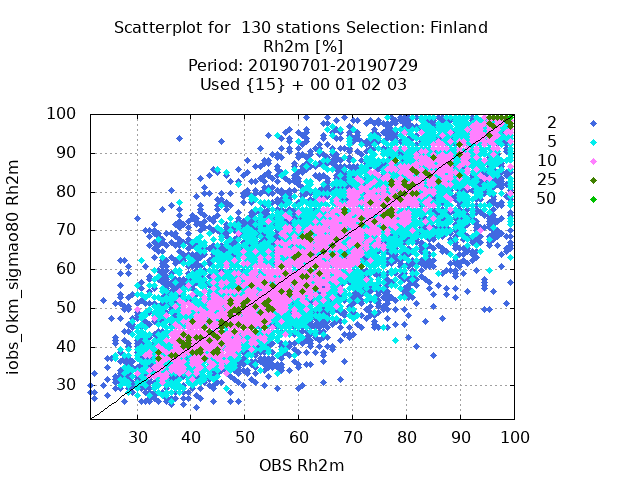 Scatterplot for  130 stations Selection: Finland
Rh2m [%]
Period: 20190701-20190729
Used {15} + 00 01 02 03
iobs_0km_sigmao80 Rh2m
100
90
80
70
60
50
40
30
30 40 50 60 70 80 90 100
OBS Rh2m
2
5
10
25
50